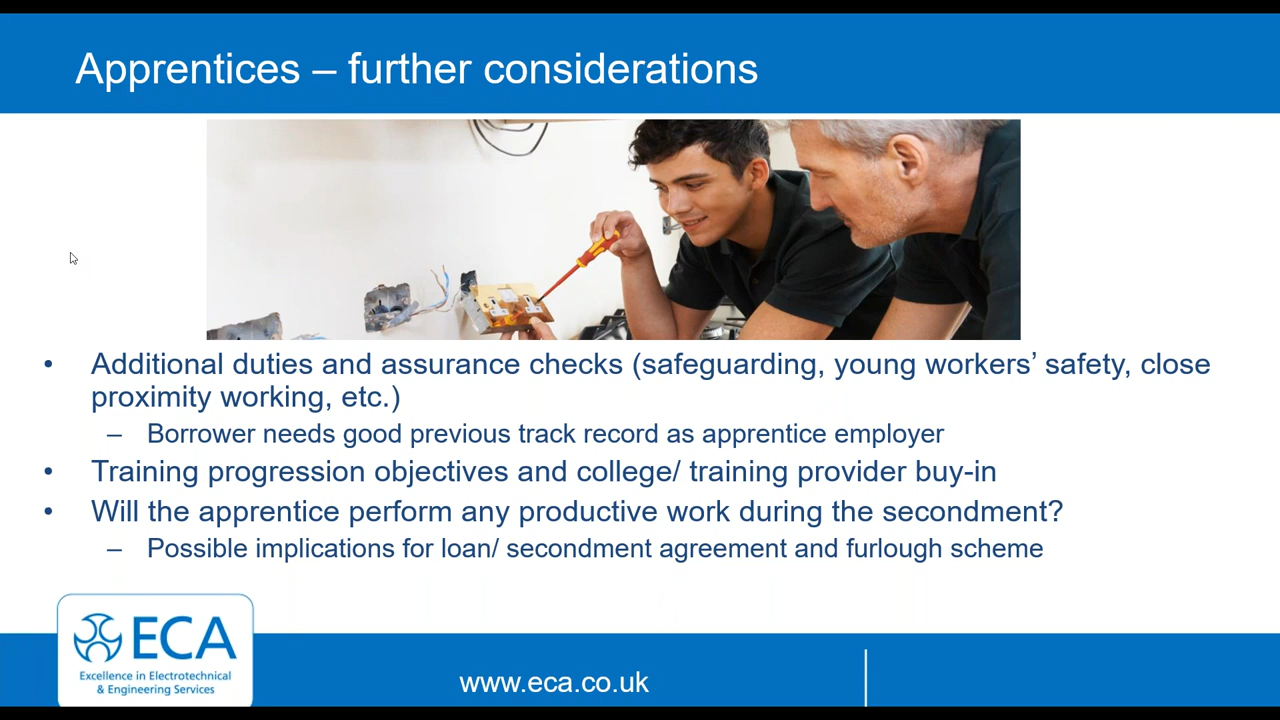 Apprentices – further considerations
• Additional duties and assurance checks (safeguarding, young workers’ safety, close
proximity working, etc.)
– Borrower needs good previous track record as apprentice employer
• Training progression objectives and college/ training provider buy-in
• Will the apprentice perform any productive work during the secondment?
– Possible implications for loan/ secondment agreement and furlough scheme
ECA
Excellence in Electrotechnical
& Engineering Services
www.eca.co.uk